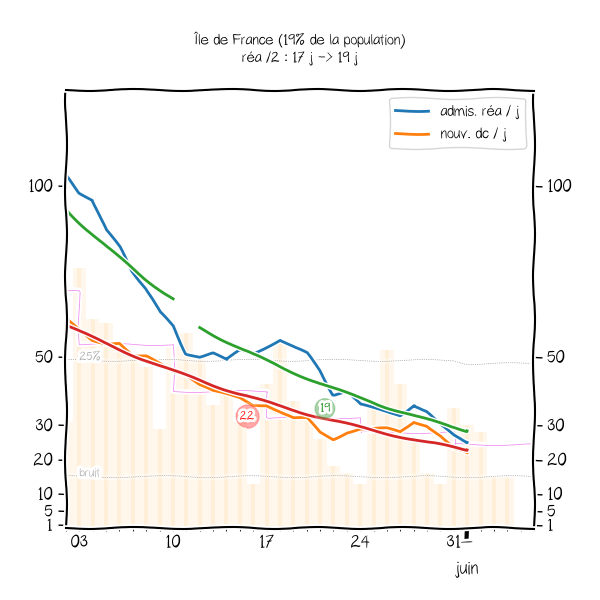 Île de France (19% de la population)
réa /2 : 17 j -> 19 j
admis. réa / j
nouv. dc / j
100
100
50
50
25%
30
30
22
19
20
20
bruit
10
10
5
5
1
1
03 10 17 24 31
juin